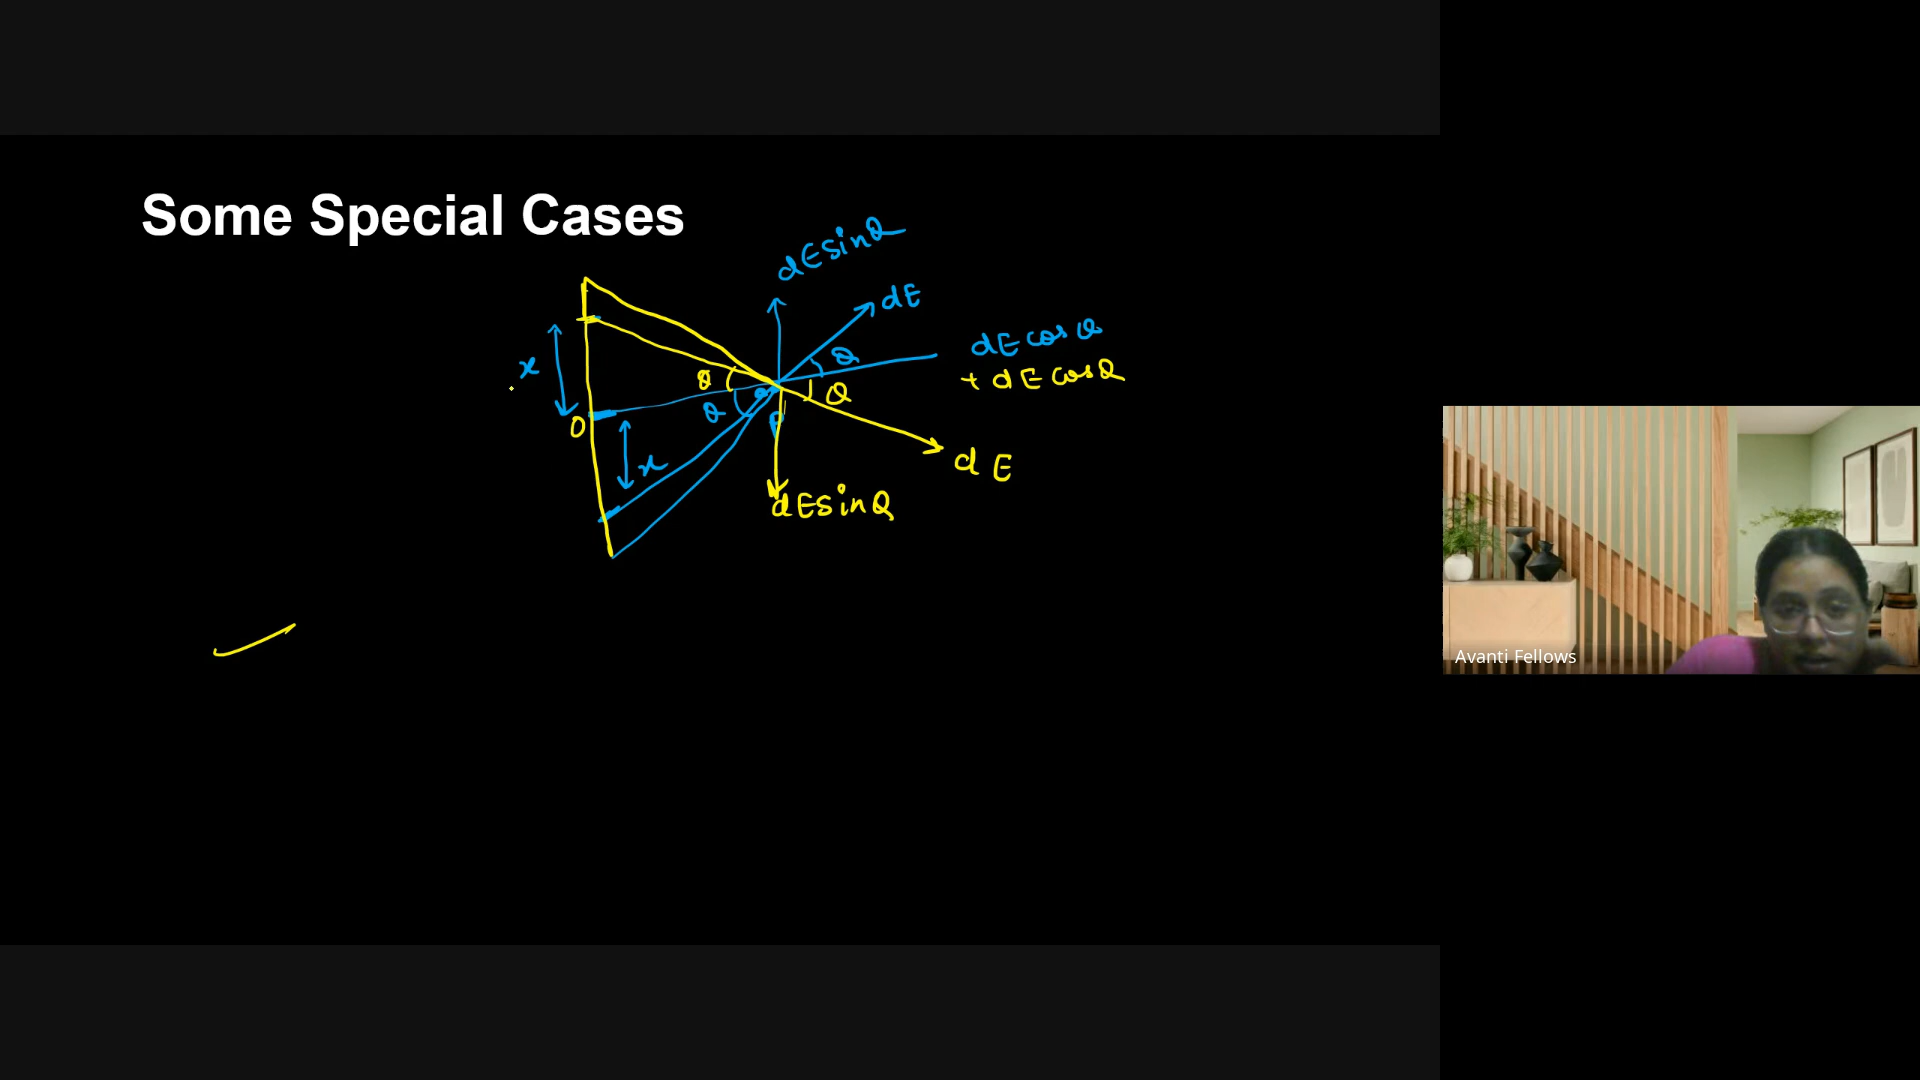 Some Special Cases
dEsinθ
dE
dEcosθ
+ dEcosθ
x
θ
θ
θ
θ
O
P
x
dE
dEsinθ
Avanti Fellows